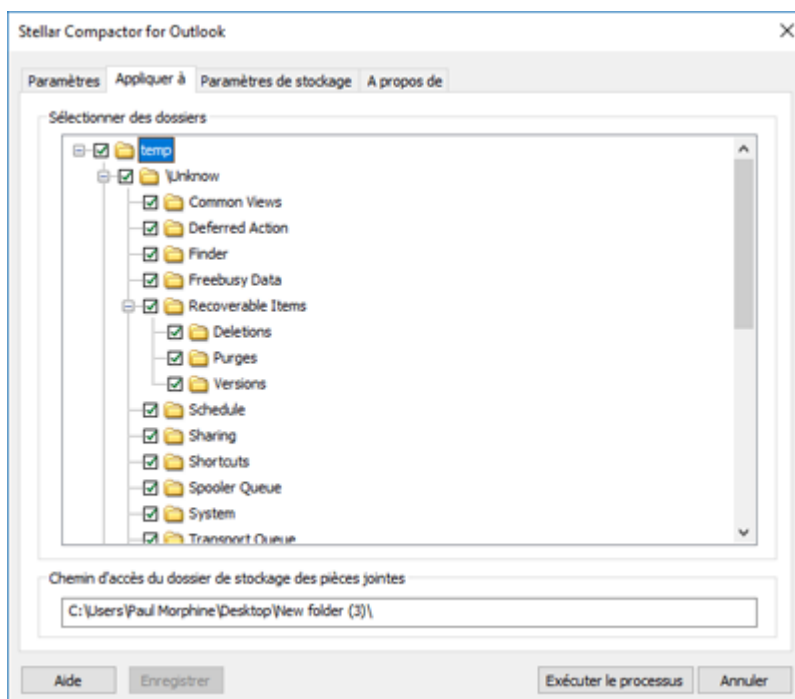 Stellar Compactor for Outlook
Paramètres Appliquer à Paramètres de stockage A propos de
Sélectionner des dossiers
temp
\Unknow
Common Views
Deferred Action
Finder
Freebusy Data
Recoverable Items
Deletions
Purges
Versions
Schedule
Sharing
Shortcuts
Spooler Queue
System
Transport Queue
Chemin d'accès du dossier de stockage des pièces jointes
C:\Users\Paul Morphine\Desktop\New folder (3)\
Aide Enregistrer Exécuter le processus Annuler